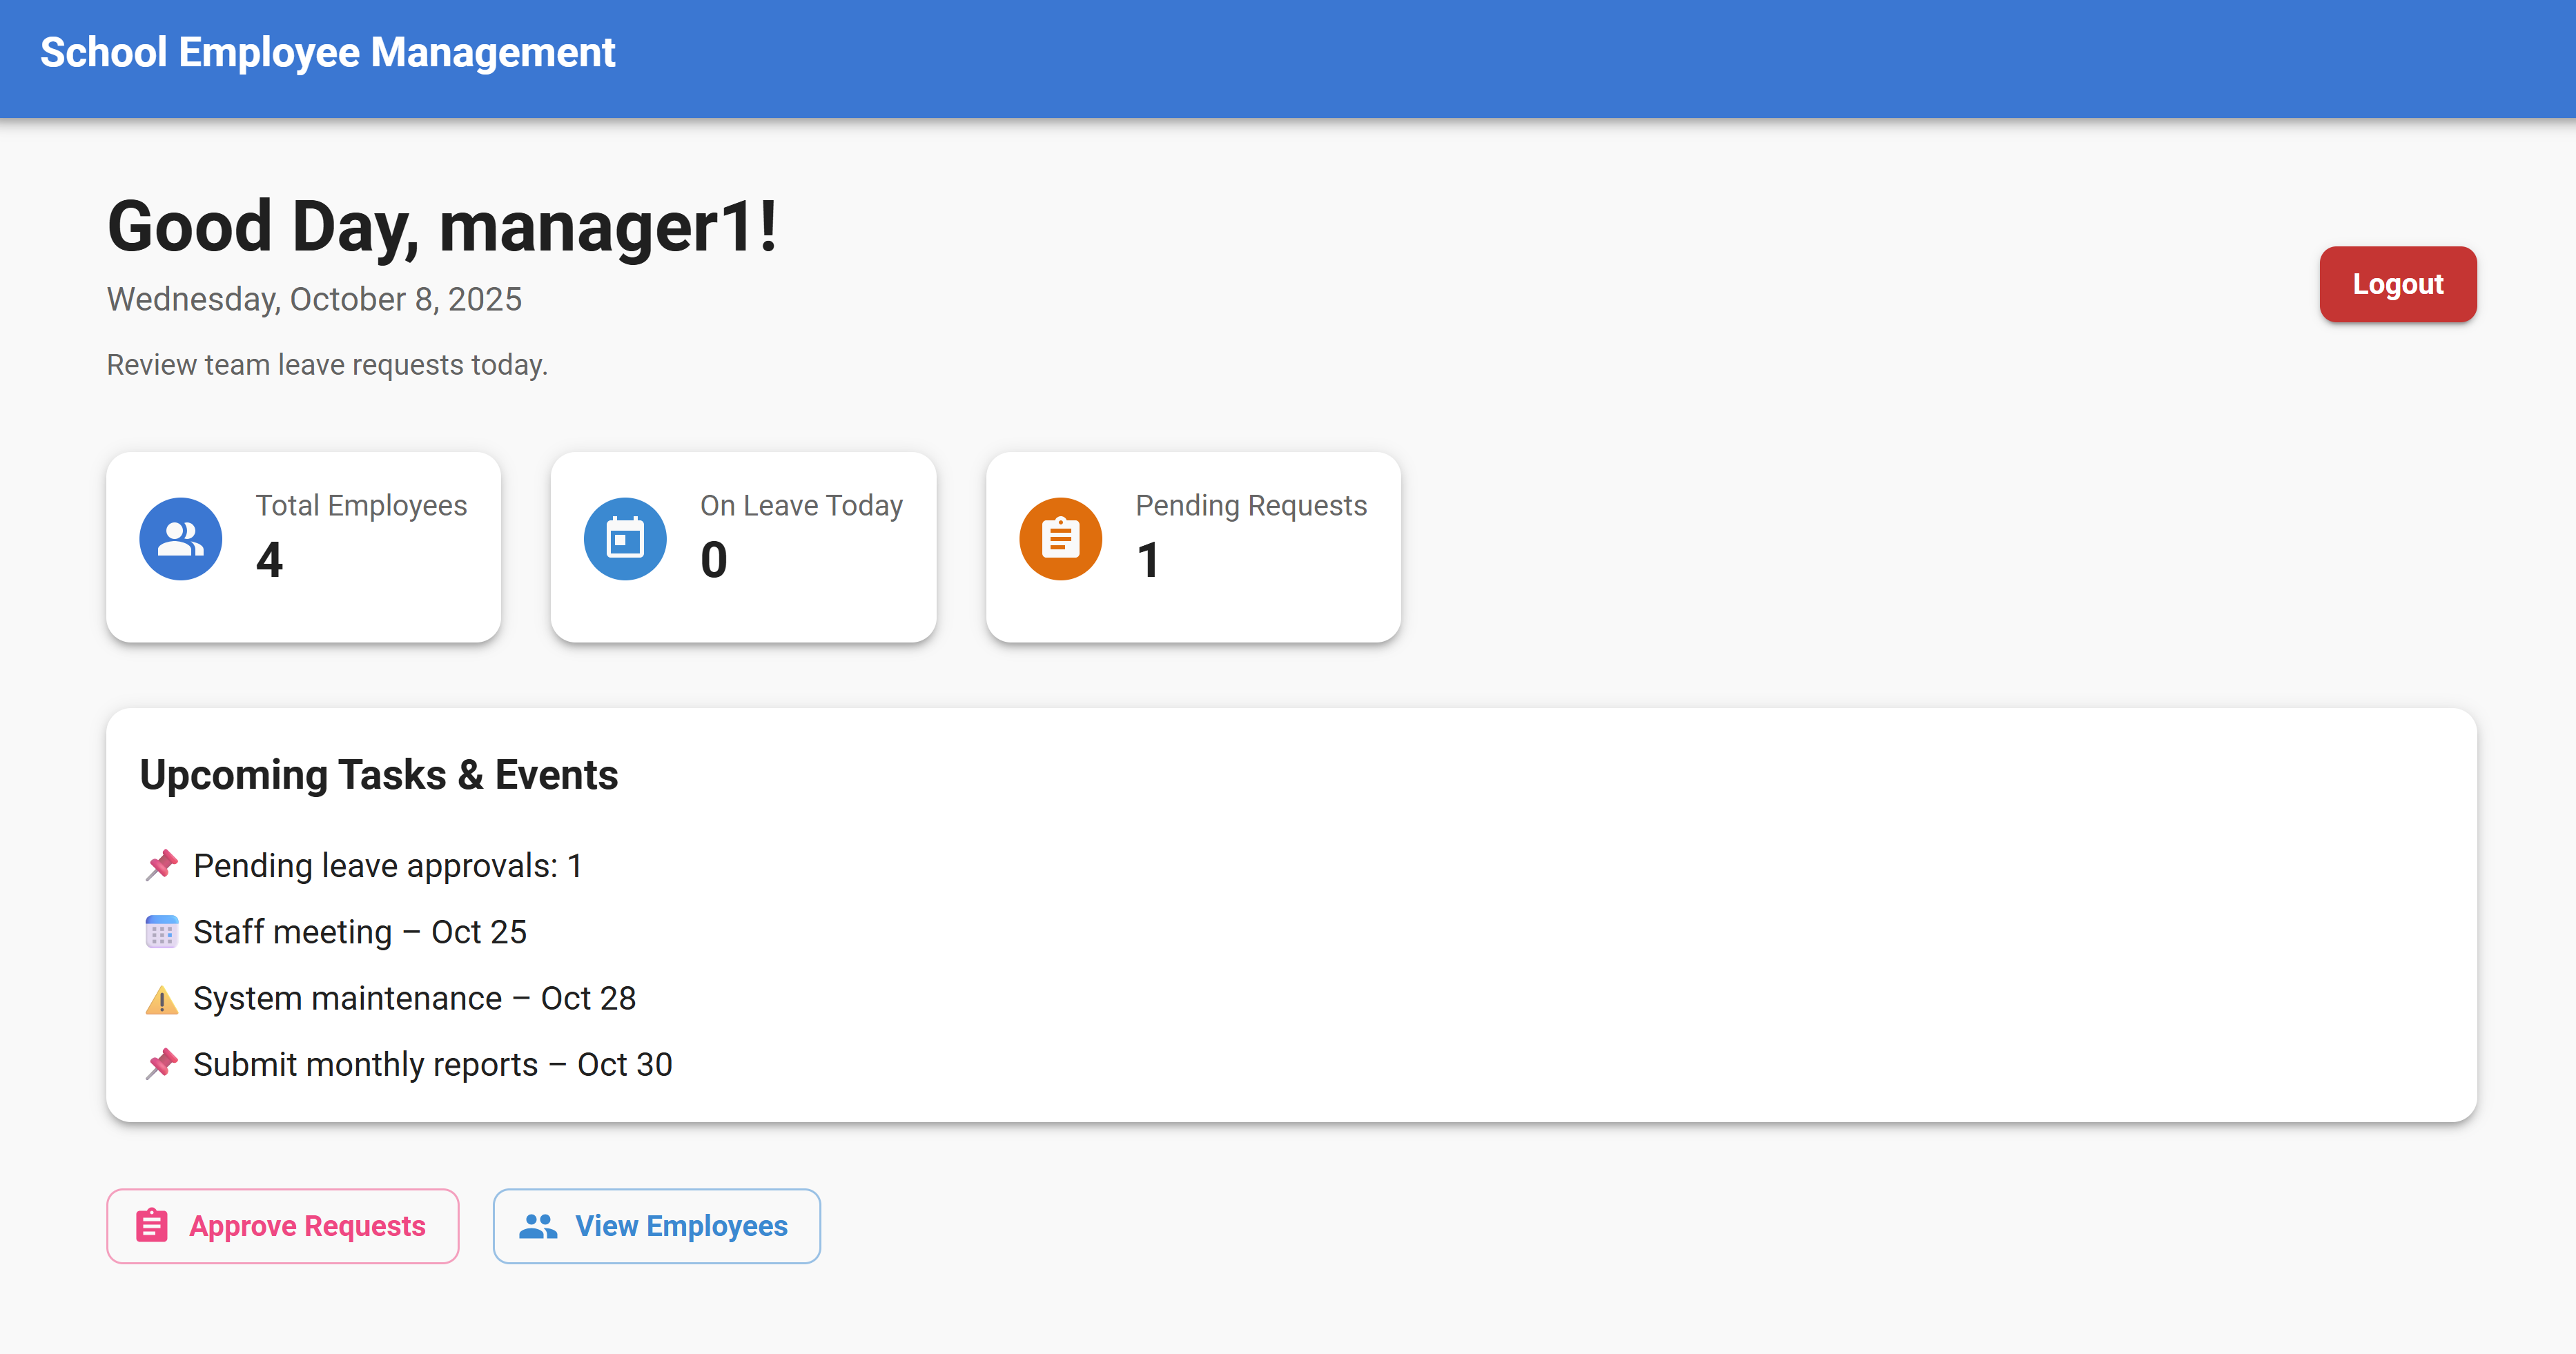 School Employee Management
Good Day, manager1!
Wednesday, October 8, 2025
Review team leave requests today.
Logout
Total Employees
4
On Leave Today
0
Pending Requests
1
Upcoming Tasks & Events
📌 Pending leave approvals: 1
📅 Staff meeting – Oct 25
⚠️ System maintenance – Oct 28
📌 Submit monthly reports – Oct 30
Approve Requests
View Employees